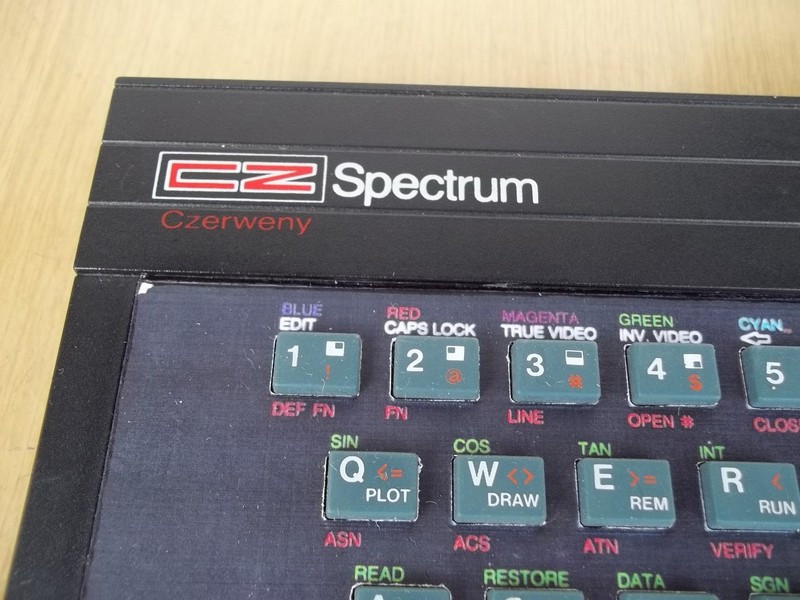 CZ Spectrum
Czerweny
BLUE RED MAGENTA GREEN CYAN
EDIT CAPS LOCK TRUE VIDEO INV. VIDEO
1 ! 2 @ 3 # 4 $ 5
DEF FN FN LINE OPEN #
SIN COS TAN INT
Q <= W <> E >= R <
PLOT DRAW REM RUN
ASN ACS ATN VERIFY
READ RESTORE DATA SGN